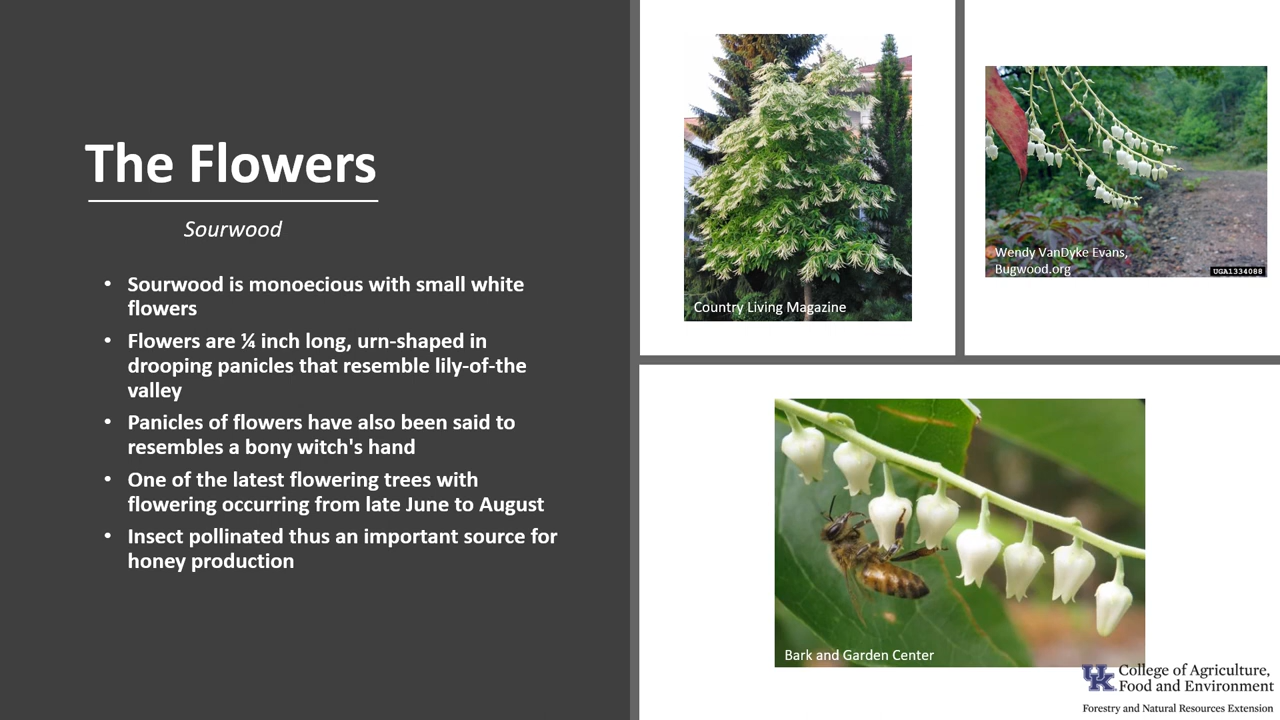 The Flowers
Sourwood
• Sourwood is monoecious with small white
flowers
• Flowers are ¼ inch long, urn-shaped in
drooping panicles that resemble lily-of-the
valley
• Panicles of flowers have also been said to
resembles a bony witch's hand
• One of the latest flowering trees with
flowering occurring from late June to August
• Insect pollinated thus an important source for
honey production
Country Living Magazine
Wendy VanDyke Evans,
Bugwood.org
UGA1334088
Bark and Garden Center
UK
College of Agriculture,
Food and Environment
Forestry and Natural Resources Extension